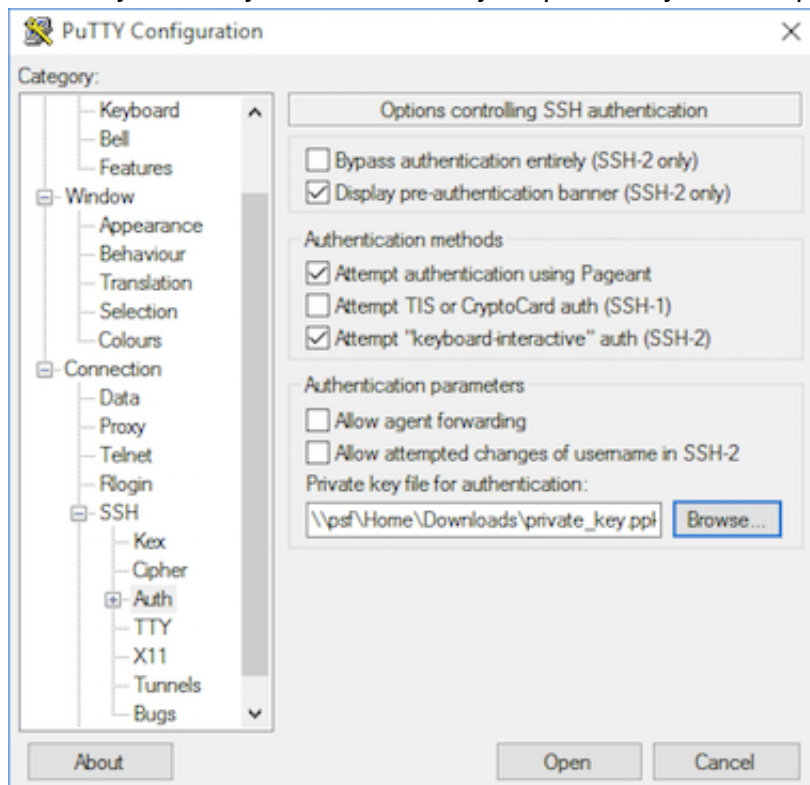 PuTTY Configuration
Category:
Keyboard
Bell
Features
Window
Appearance
Behaviour
Translation
Selection
Colours
Connection
Data
Proxy
Telnet
Rlogin
SSH
Kex
Cipher
Auth
TTY
X11
Tunnels
Bugs
Options controlling SSH authentication
Bypass authentication entirely (SSH-2 only)
Display pre-authentication banner (SSH-2 only)
Authentication methods
Attempt authentication using Pageant
Attempt TIS or CryptoCard auth (SSH-1)
Attempt "keyboard-interactive" auth (SSH-2)
Authentication parameters
Allow agent forwarding
Allow attempted changes of username in SSH-2
Private key file for authentication:
\\psf\Home\Downloads\private_key.ppk Browse...
About Open Cancel